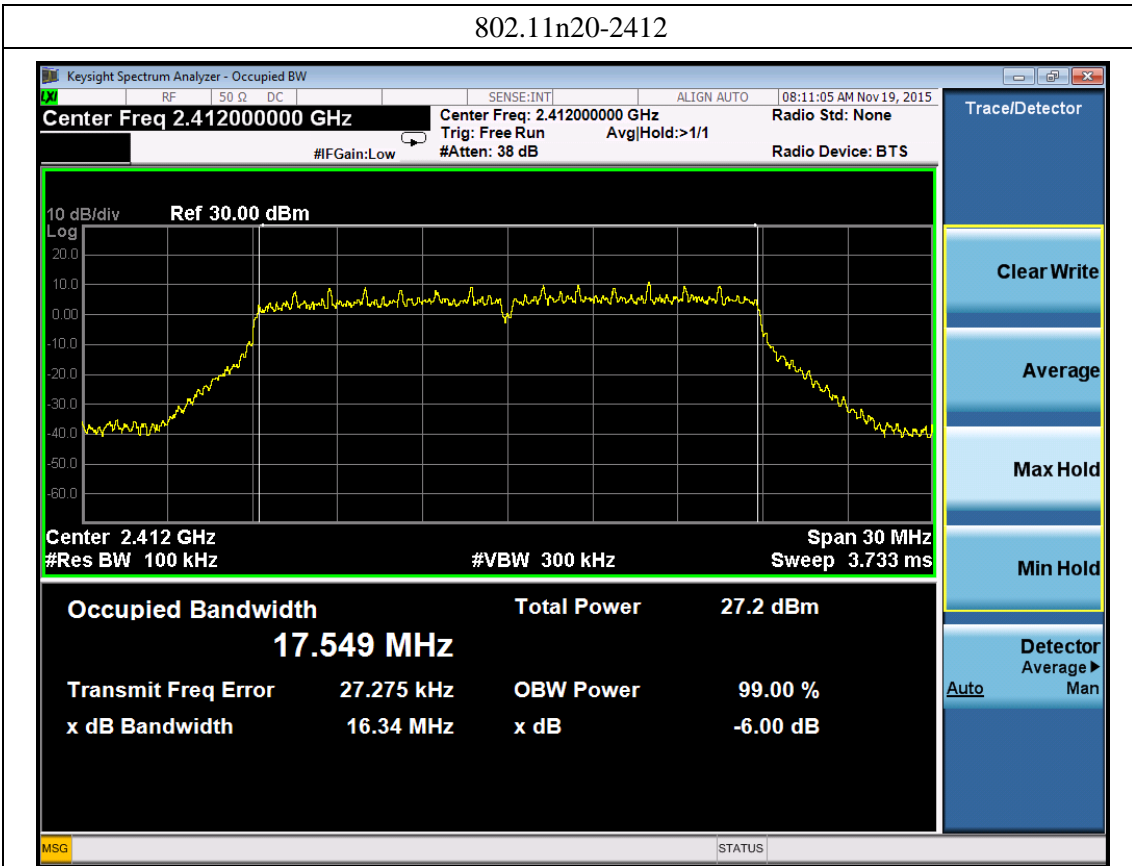 802.11n20-2412
Keysight Spectrum Analyzer - Occupied BW
LXI RF 50 Ω DC SENSE:INT ALIGN AUTO 08:11:05 AM Nov 19, 2015
Center Freq 2.412000000 GHz
Center Freq: 2.412000000 GHz
Radio Std: None
Trig: Free Run Avg|Hold:>1/1
#IFGain:Low
#Atten: 38 dB
Radio Device: BTS
10 dB/div Ref 30.00 dBm
Log
20.0
10.0
0.00
-10.0
-20.0
-30.0
-40.0
-50.0
-60.0
Center 2.412 GHz Span 30 MHz
#Res BW 100 kHz #VBW 300 kHz Sweep 3.733 ms
Occupied Bandwidth Total Power 27.2 dBm
17.549 MHz
Transmit Freq Error 27.275 kHz OBW Power 99.00 %
x dB Bandwidth 16.34 MHz x dB -6.00 dB
Trace/Detector
Clear Write
Average
Max Hold
Min Hold
Detector
Average▶
Auto Man
MSG STATUS